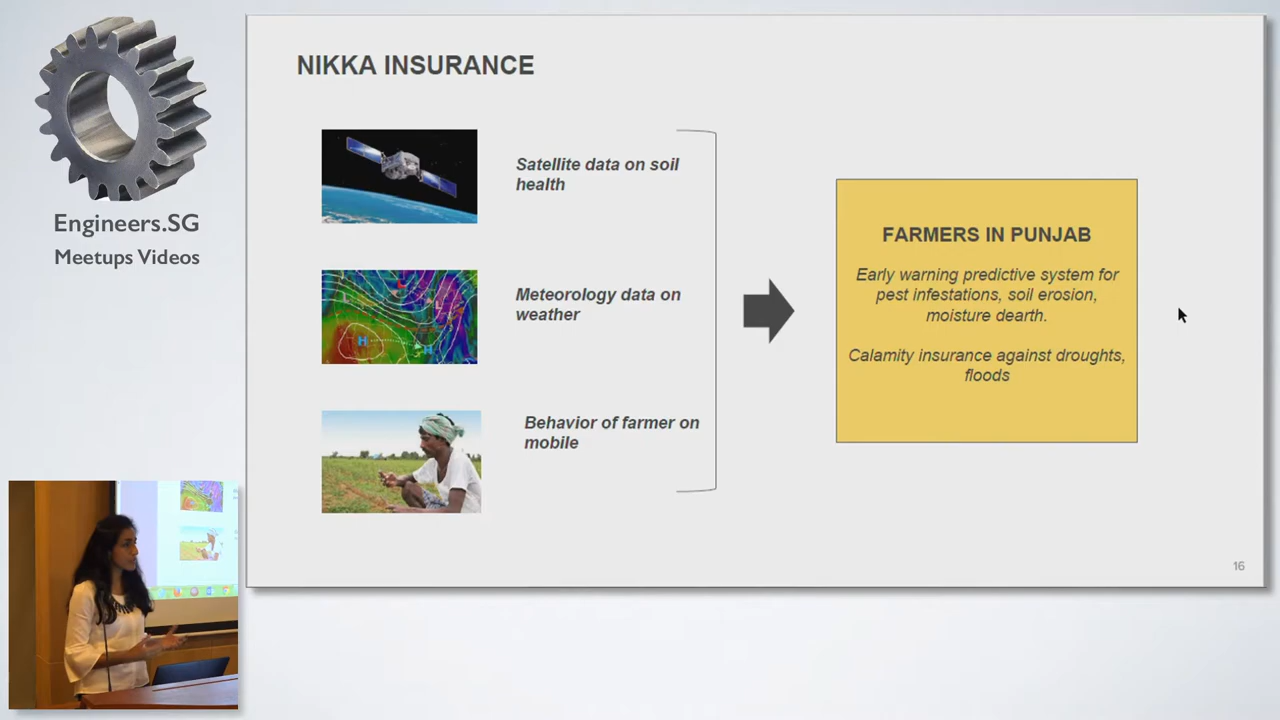 Engineers.SG
Meetups Videos
NIKKA INSURANCE
Satellite data on soil
health
Meteorology data on
weather
H
H
Behavior of farmer on
mobile
FARMERS IN PUNJAB
Early warning predictive system for
pest infestations, soil erosion,
moisture dearth.
Calamity insurance against droughts,
floods
16